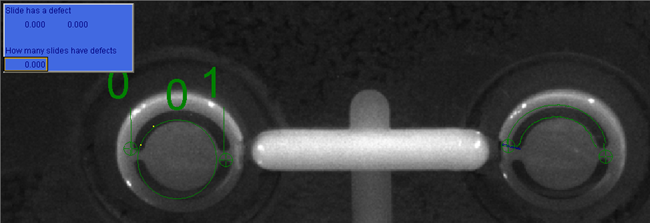 Slide has a defect
0.000 0.000
How many slides have defects
0.000
0 0 1